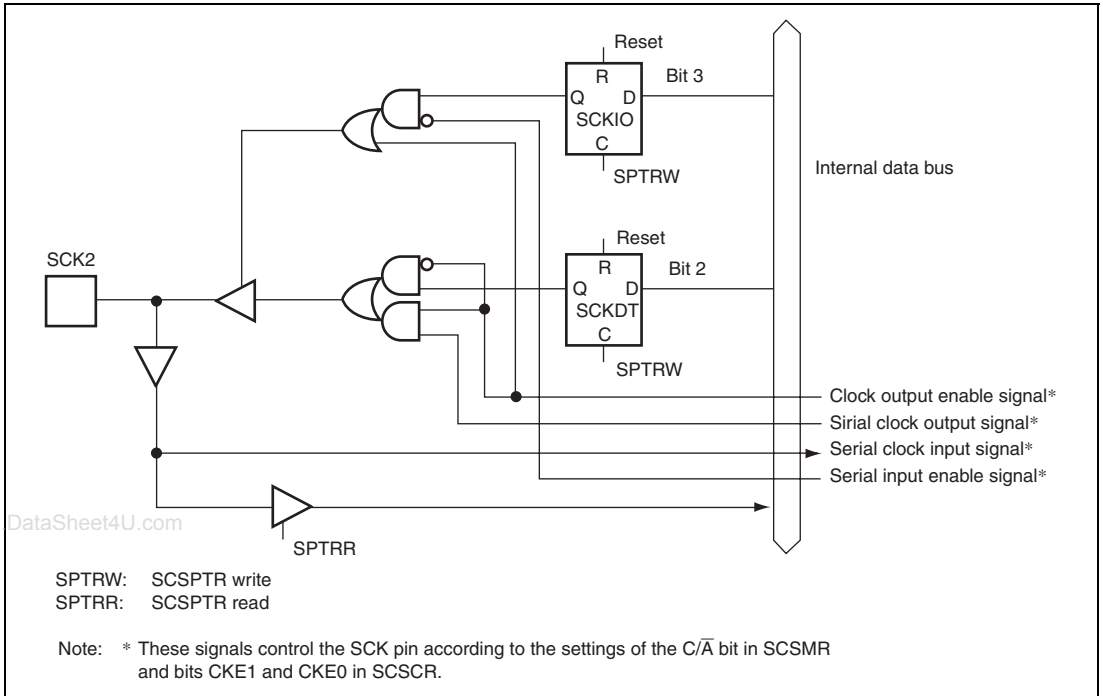 Reset
R
Bit 3
Q D
SCKIO
C
SPTRW
Internal data bus
Reset
R
Bit 2
Q D
SCKDT
C
SPTRW
SCK2
Clock output enable signal*
Sirial clock output signal*
Serial clock input signal*
Serial input enable signal*
DataSheet4U.com
SPTRR
SPTRW: SCSPTR write
SPTRR: SCSPTR read
Note: * These signals control the SCK pin according to the settings of the C/A̅ bit in SCSMR
and bits CKE1 and CKE0 in SCSCR.